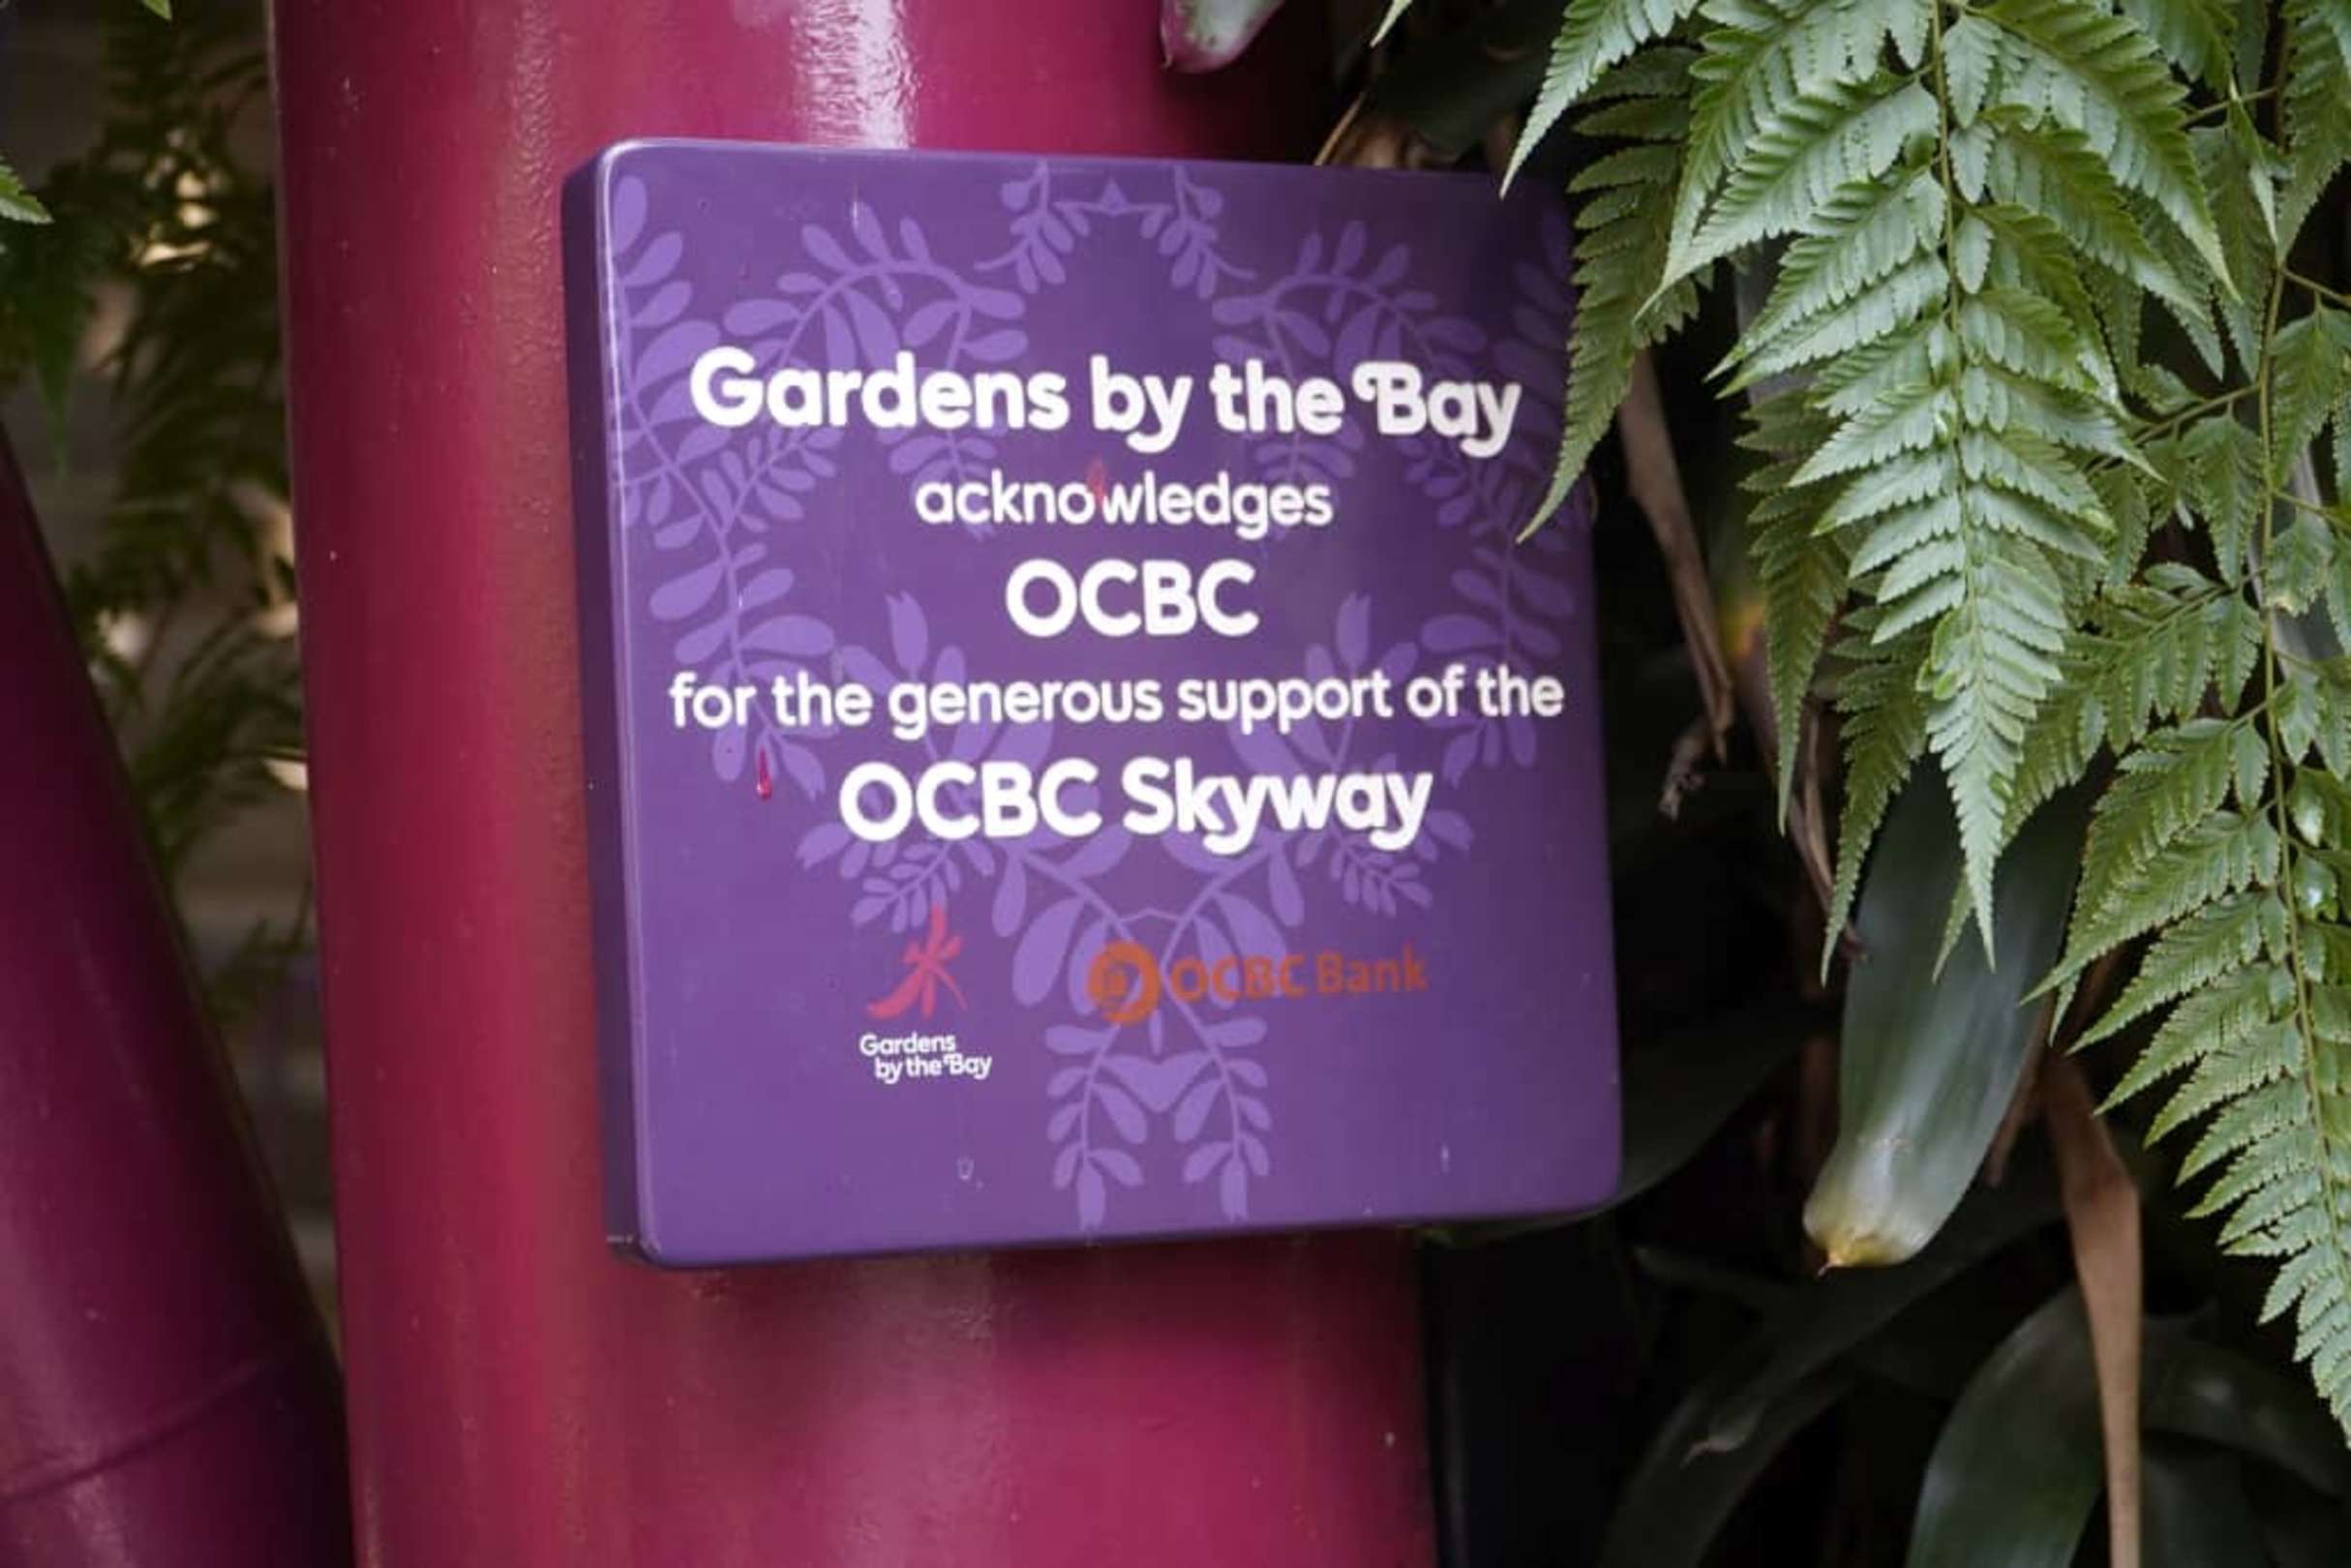 Gardens by the Bay
acknowledges
OCBC
for the generous support of the
OCBC Skyway
Gardens
by the Bay
OCBC Bank